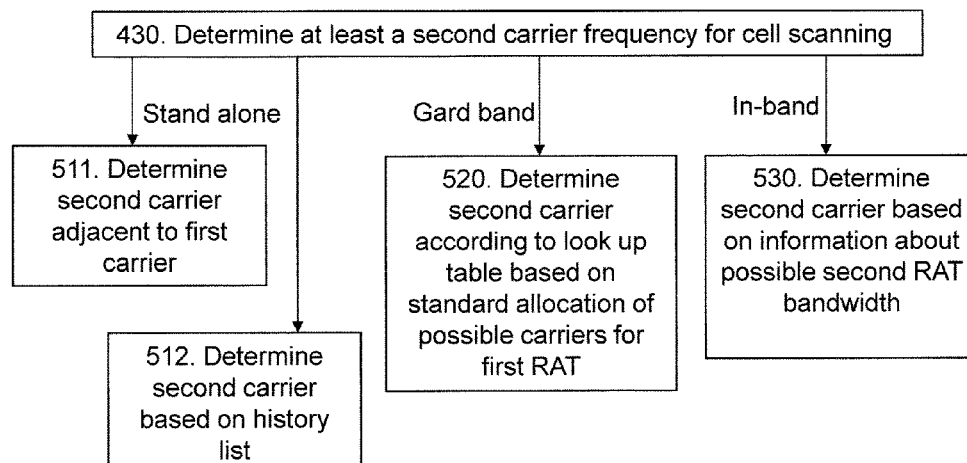 430. Determine at least a second carrier frequency for cell scanning
Stand alone
Gard band
In-band
511. Determine
second carrier
adjacent to first
carrier
520. Determine
second carrier
according to look up
table based on
standard allocation of
possible carriers for
first RAT
530. Determine
second carrier based
on information about
possible second RAT
bandwidth
512. Determine
second carrier
based on history
list